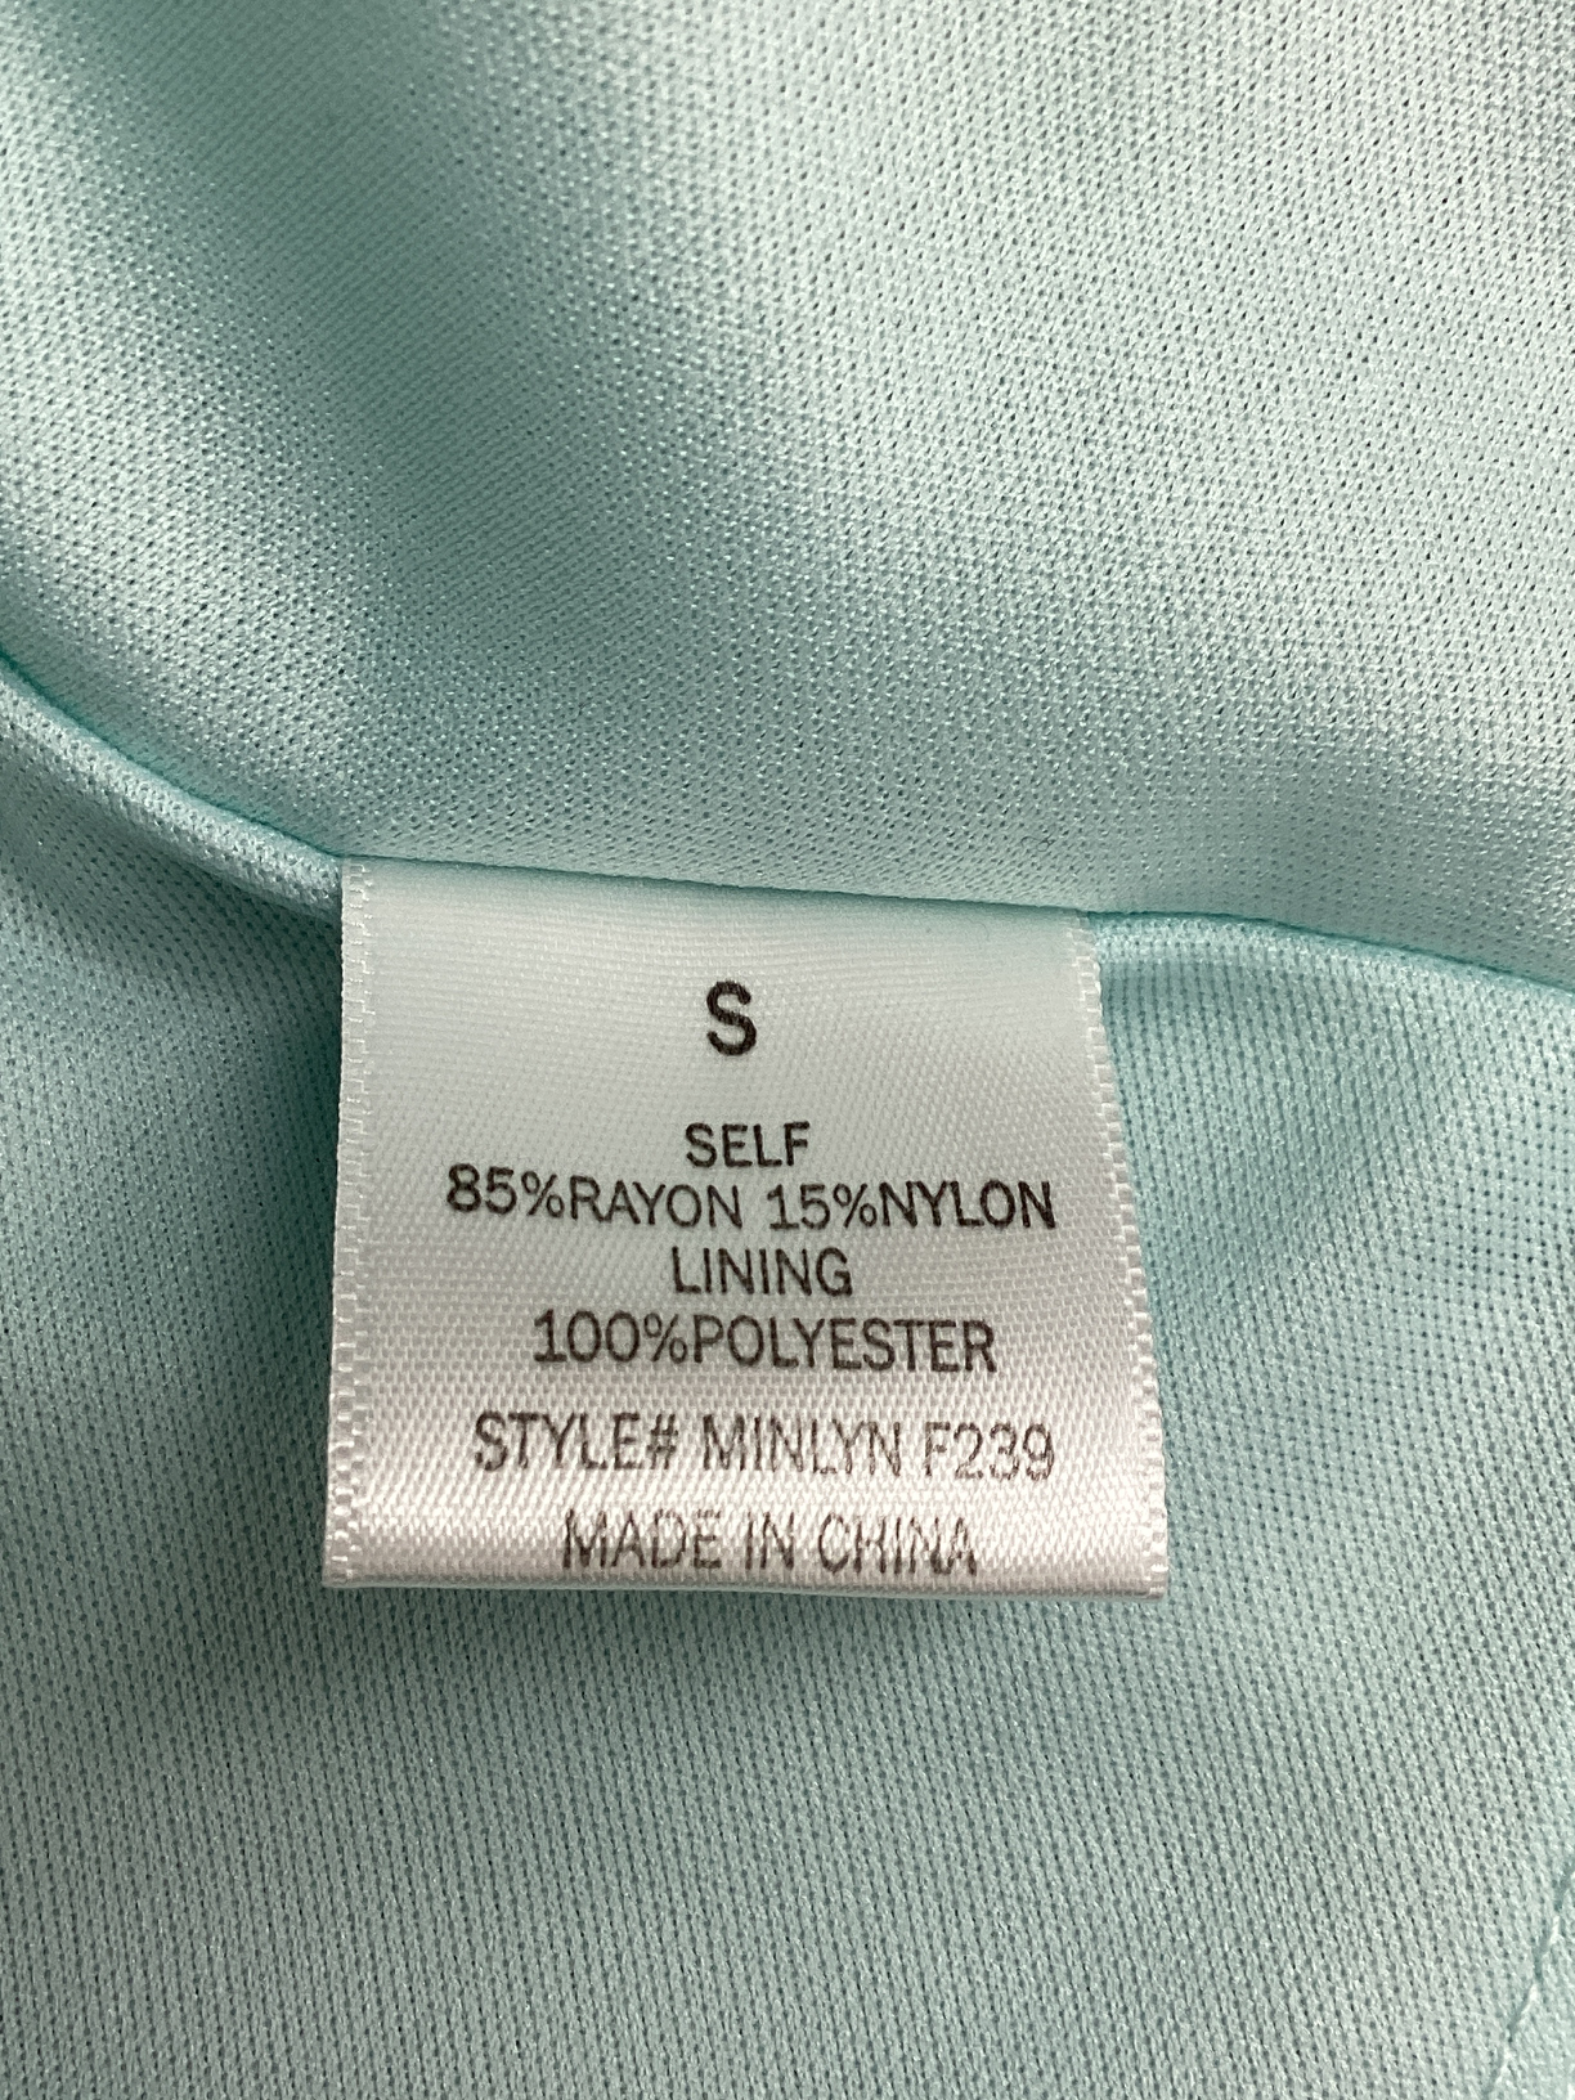 S
SELF
85%RAYON 15%NYLON
LINING
100%POLYESTER
STYLE# MINLYN F239
MADE IN CHINA